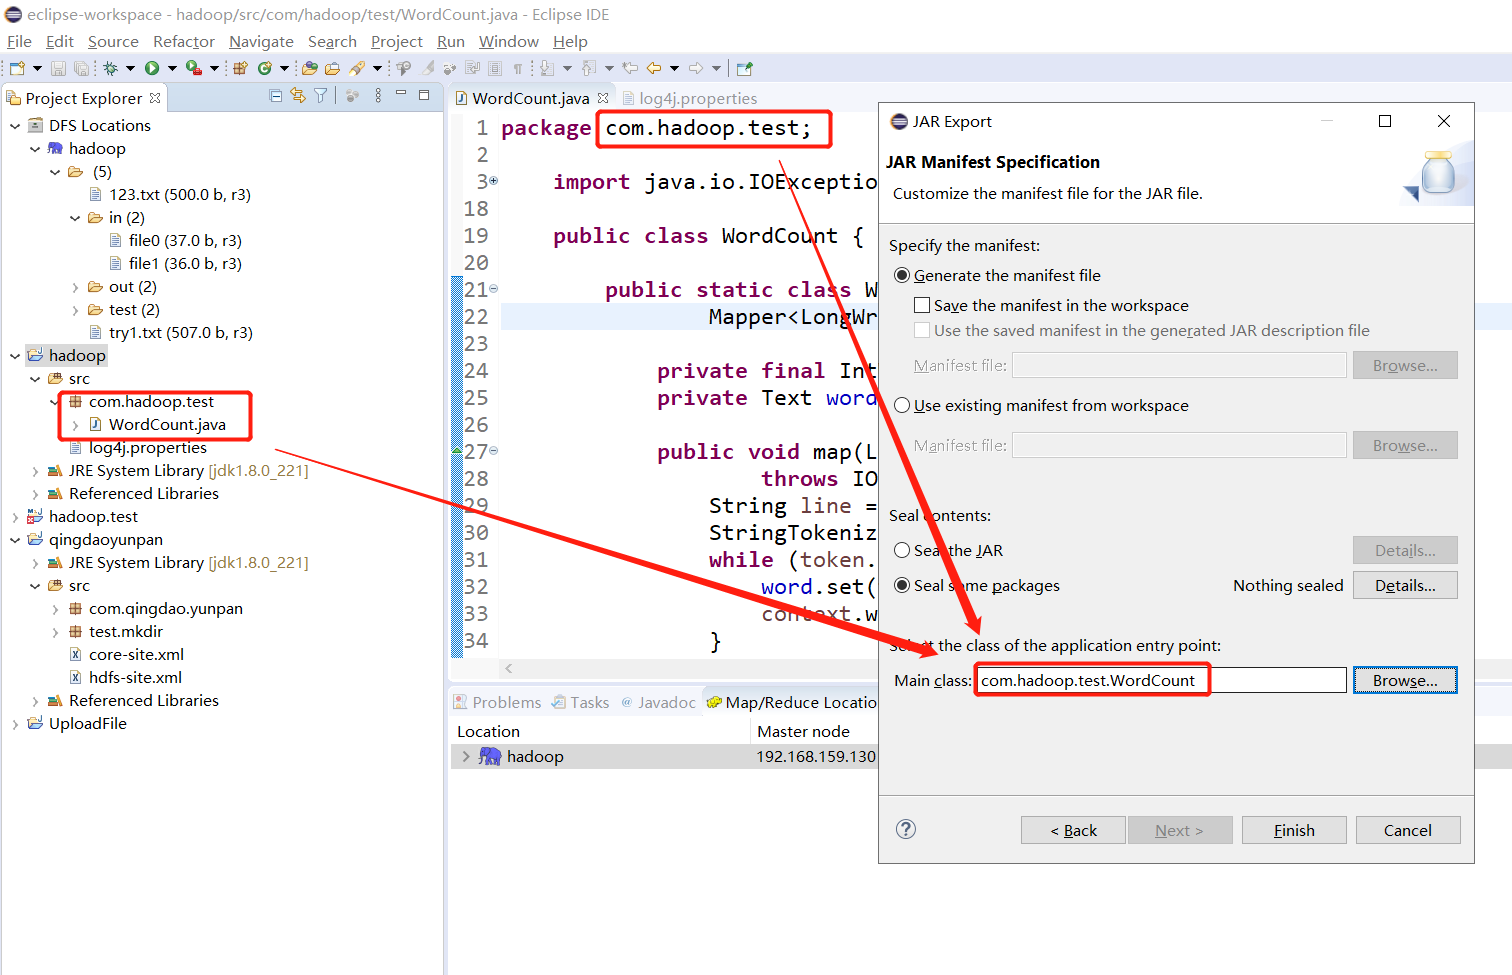 eclipse-workspace - hadoop/src/com/hadoop/test/WordCount.java - Eclipse IDE
File Edit Source Refactor Navigate Search Project Run Window Help
Project Explorer
DFS Locations
hadoop
(5)
123.txt (500.0 b, r3)
in (2)
file0 (37.0 b, r3)
file1 (36.0 b, r3)
out (2)
test (2)
try1.txt (507.0 b, r3)
hadoop
src
com.hadoop.test
WordCount.java
log4j.properties
JRE System Library [jdk1.8.0_221]
Referenced Libraries
hadoop.test
qingdaoyunpan
JRE System Library [jdk1.8.0_221]
src
com.qingdao.yunpan
test.mkdir
core-site.xml
hdfs-site.xml
Referenced Libraries
UploadFile
WordCount.java log4j.properties
1 package com.hadoop.test;
2
3 import java.io.IOExceptio
18
19 public class WordCount {
20
21 public static class W
22 Mapper<LongWr
23
24 private final Int
25 private Text word
26
27 public void map(L
28 throws IO
29 String line =
30 StringTokeniz
31 while (token.
32 word.set(
33 context.w
34 }
Problems Tasks Javadoc Map/Reduce Locatio
Location Master node
hadoop 192.168.159.130
JAR Export
JAR Manifest Specification
Customize the manifest file for the JAR file.
Specify the manifest:
Generate the manifest file
Save the manifest in the workspace
Use the saved manifest in the generated JAR description file
Manifest file: Browse...
Use existing manifest from workspace
Manifest file: Browse...
Seal contents:
Seal the JAR Details...
Seal some packages Nothing sealed Details...
Select the class of the application entry point:
Main class: com.hadoop.test.WordCount Browse...
? < Back Next > Finish Cancel